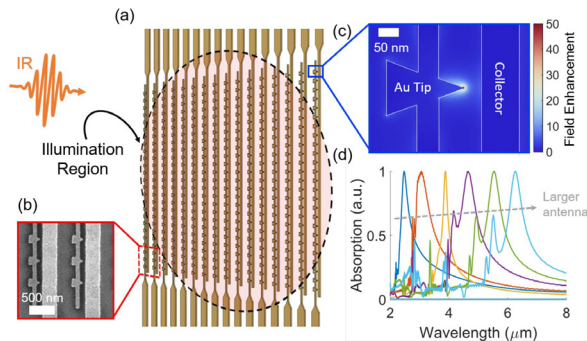 (a)
IR
Illumination
Region
(b)
500 nm
(c)
50 nm
Au Tip
Collector
50
40
30
20
10
0
Field Enhancement
(d)
Absorption (a.u.)
1
0.5
0
2
4
6
8
Wavelength (μm)
Larger
antenna